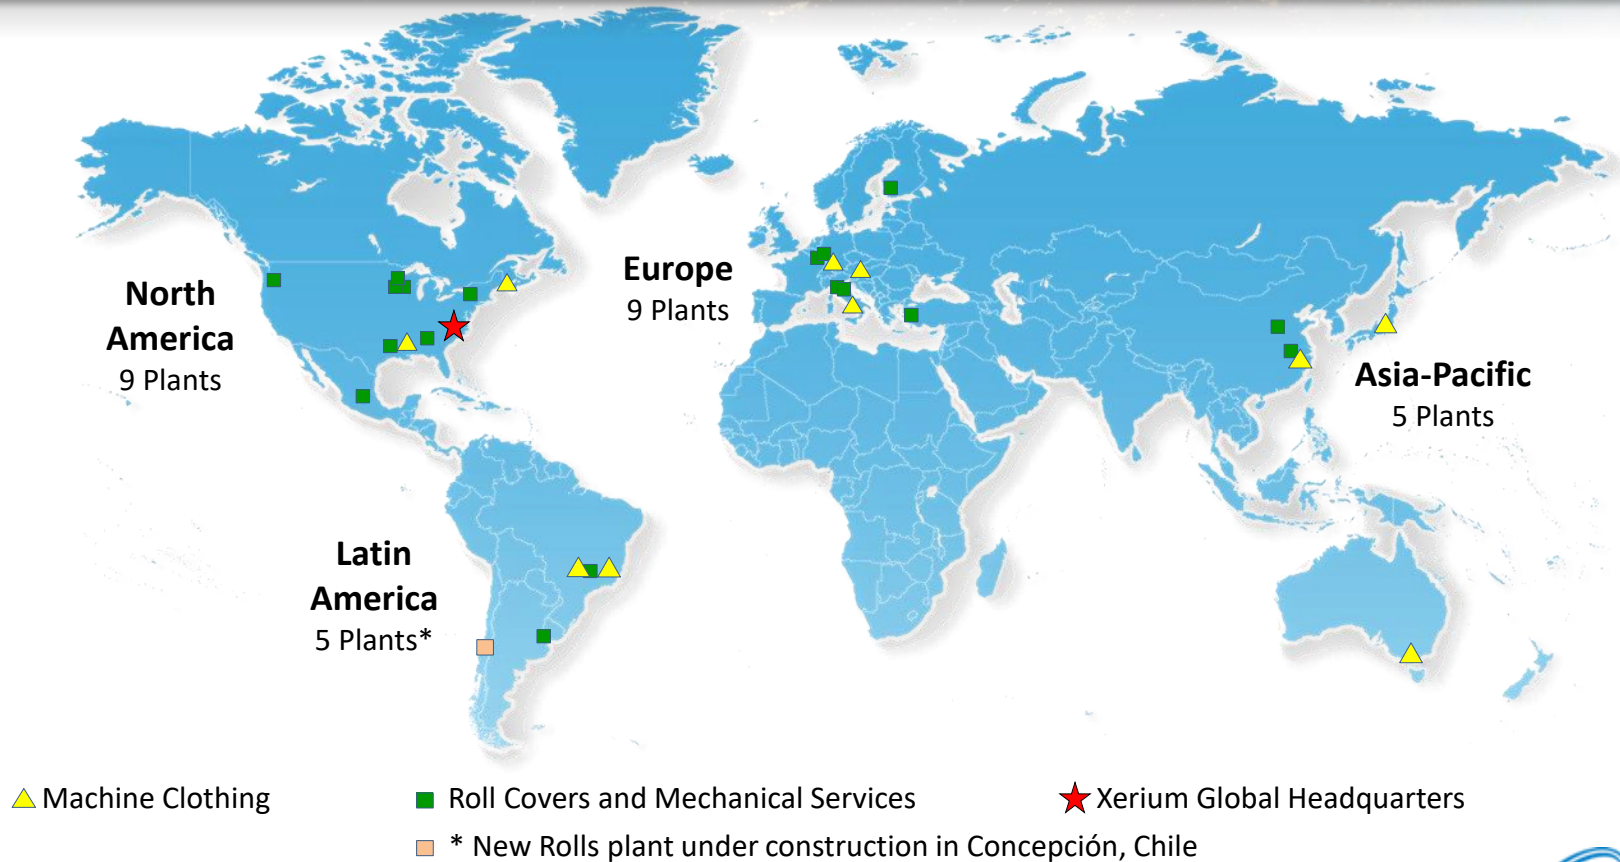 North
America
9 Plants
Europe
9 Plants
Asia-Pacific
5 Plants
Latin
America
5 Plants*
Machine Clothing
Roll Covers and Mechanical Services
Xerium Global Headquarters
* New Rolls plant under construction in Concepción, Chile